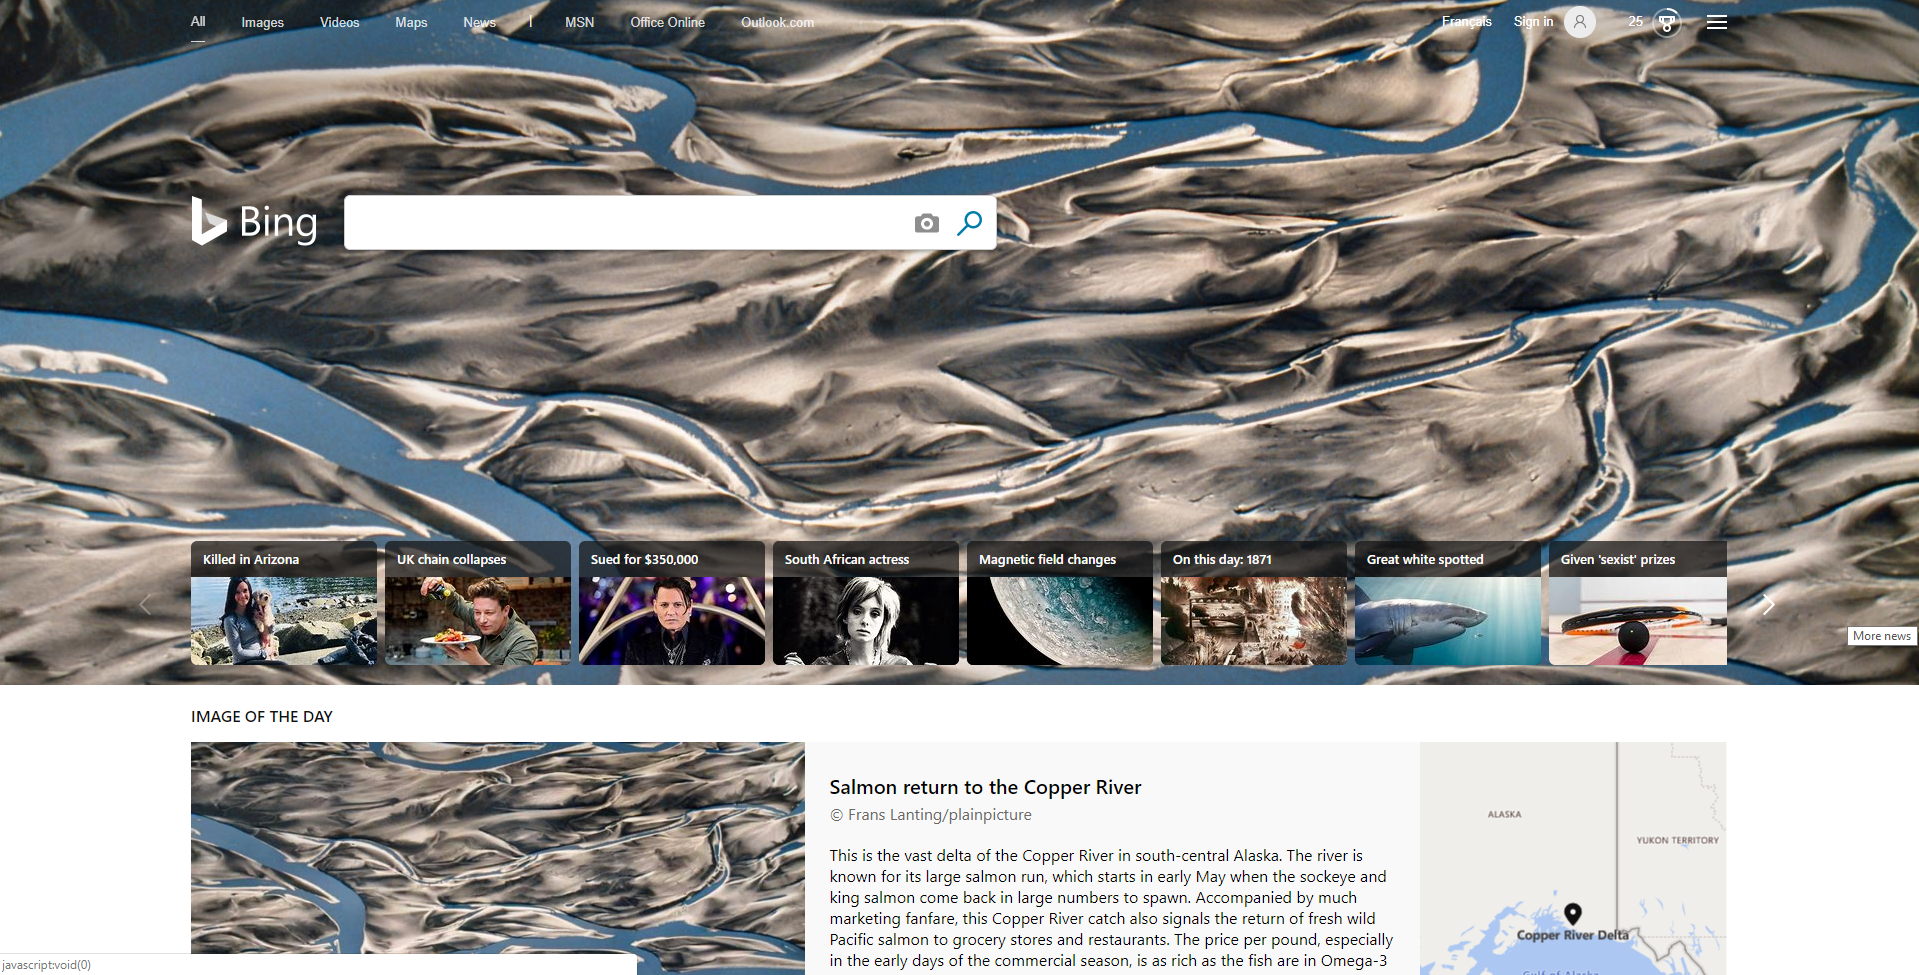 All Images Videos Maps News | MSN Office Online Outlook.com Français Sign in 25
Bing
Killed in Arizona UK chain collapses Sued for $350,000 South African actress Magnetic field changes On this day: 1871 Great white spotted Given 'sexist' prizes
More news
IMAGE OF THE DAY
Salmon return to the Copper River
© Frans Lanting/plainpicture
This is the vast delta of the Copper River in south-central Alaska. The river is
known for its large salmon run, which starts in early May when the sockeye and
king salmon come back in large numbers to spawn. Accompanied by much
marketing fanfare, this Copper River catch also signals the return of fresh wild
Pacific salmon to grocery stores and restaurants. The price per pound, especially
in the early days of the commercial season, is as rich as the fish are in Omega-3
ALASKA
YUKON TERRITORY
Copper River Delta
Gulf of Alaska
javascript:void(0)